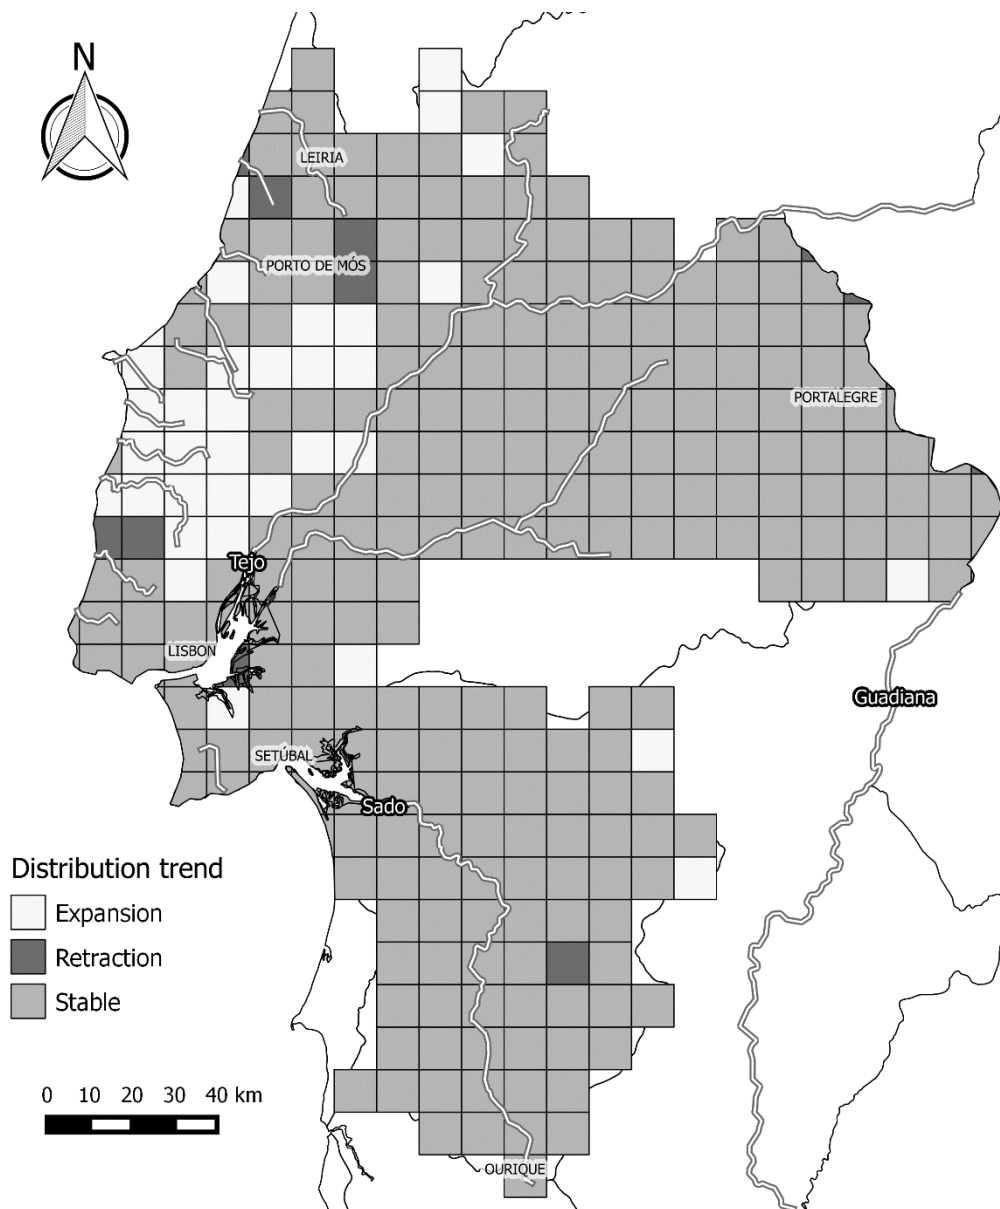 N
LEIRIA
PORTO DE MÓS
PORTALEGRE
Tejo
LISBON
Guadiana
SETÚBAL
Sado
Distribution trend
Expansion
Retraction
Stable
0 10 20 30 40 km
OURIQUE